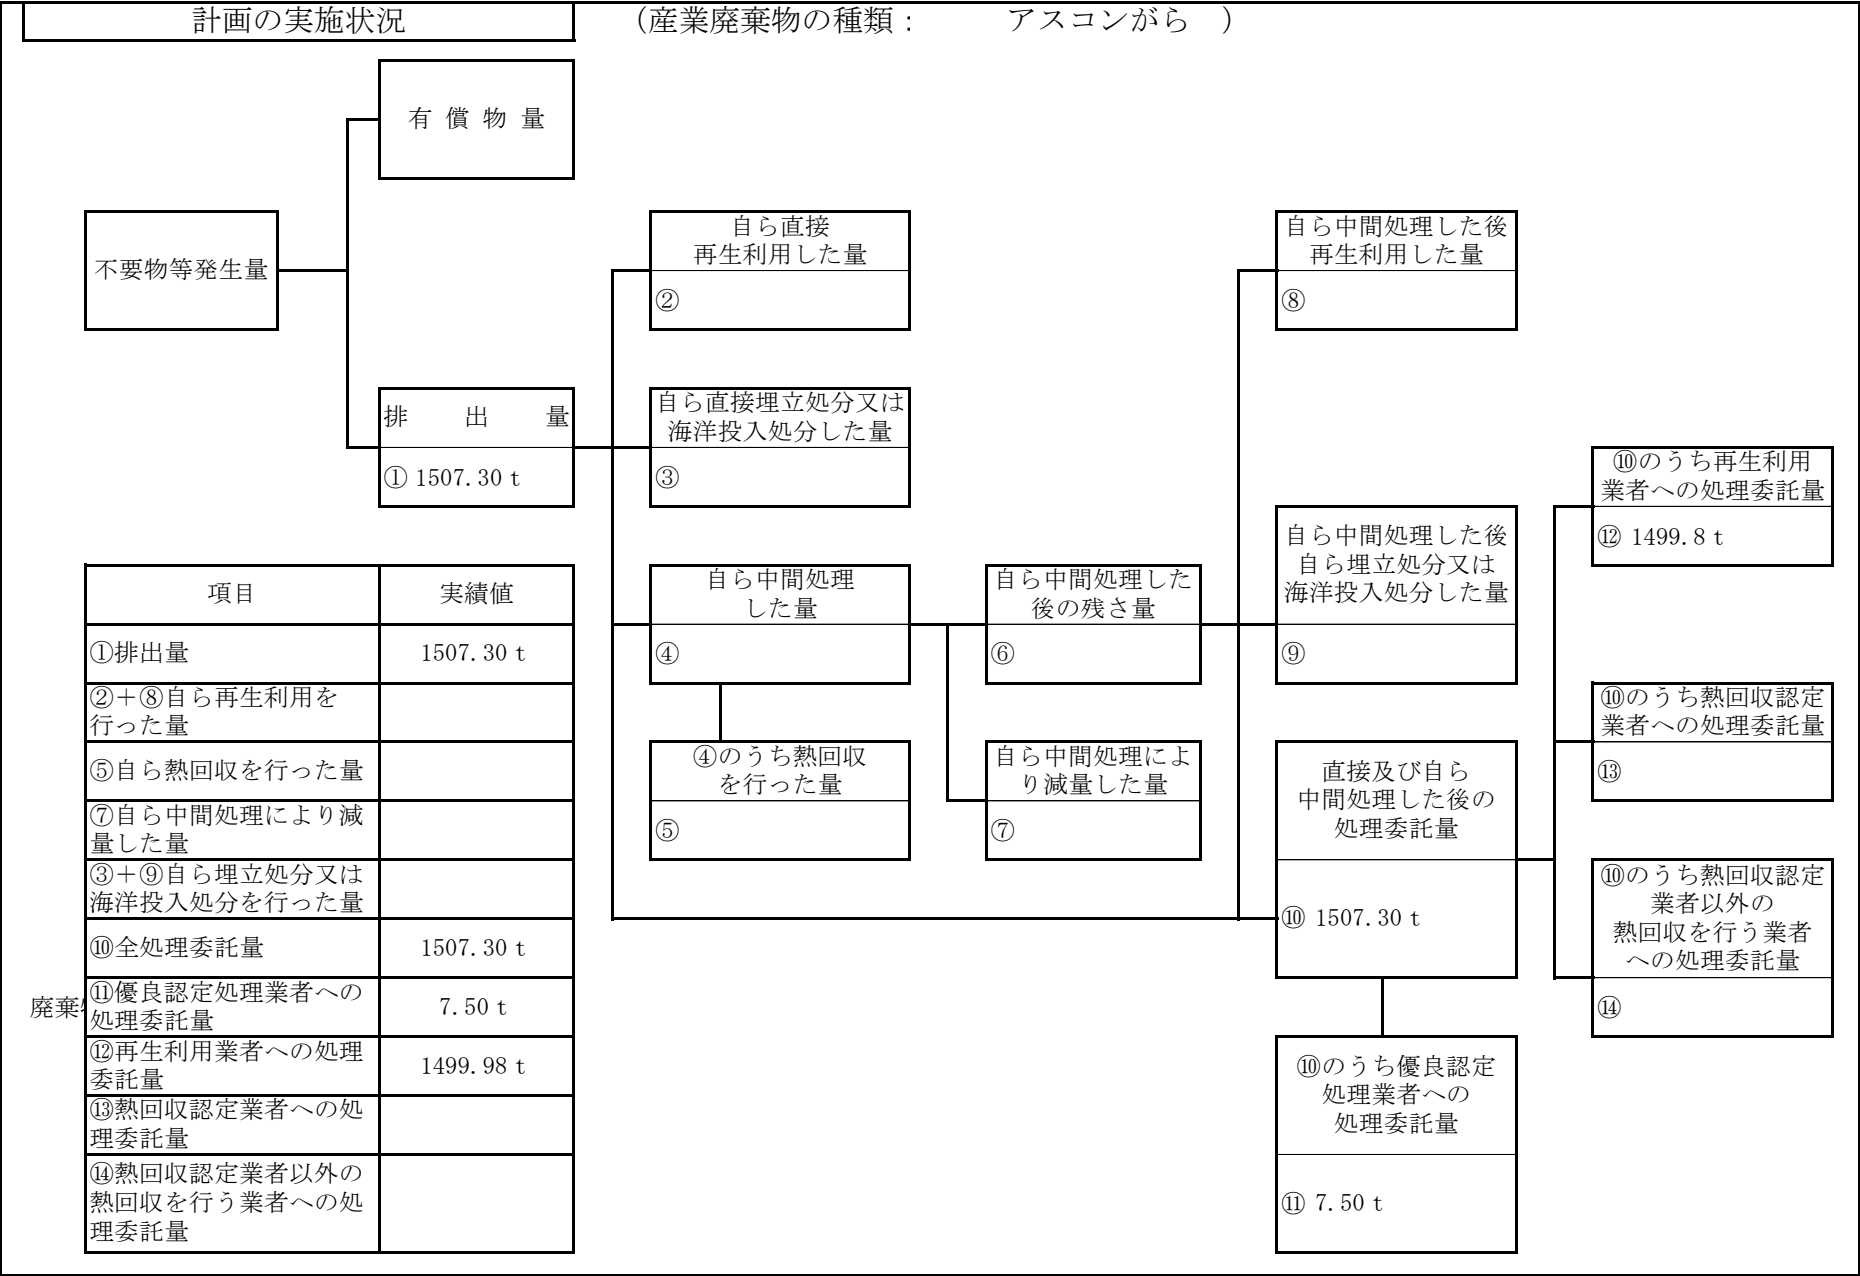 計画の実施状況 （産業廃棄物の種類： アスコンがら ）
有 償 物 量
不要物等発生量
自ら直接
再生利用した量
②
自ら中間処理した後
再生利用した量
⑧
排 出 量
① 1507.30 t
自ら直接埋立処分又は
海洋投入処分した量
③
⑩のうち再生利用
業者への処理委託量
⑫ 1499.8 t
自ら中間処理した後
自ら埋立処分又は
海洋投入処分した量
⑨
自ら中間処理
した量
④
自ら中間処理した
後の残さ量
⑥
⑩のうち熱回収認定
業者への処理委託量
⑬
④のうち熱回収
を行った量
⑤
自ら中間処理によ
り減量した量
⑦
直接及び自ら
中間処理した後の
処理委託量
⑩ 1507.30 t
⑩のうち熱回収認定
業者以外の
熱回収を行う業者
への処理委託量
⑭
⑩のうち優良認定
処理業者への
処理委託量
⑪ 7.50 t
項目 実績値
①排出量 1507.30 t
②＋⑧自ら再生利用を
行った量
⑤自ら熱回収を行った量
⑦自ら中間処理により減
量した量
③＋⑨自ら埋立処分又は
海洋投入処分を行った量
⑩全処理委託量 1507.30 t
廃棄
⑪優良認定処理業者への
処理委託量 7.50 t
⑫再生利用業者への処理
委託量 1499.98 t
⑬熱回収認定業者への処
理委託量
⑭熱回収認定業者以外の
熱回収を行う業者への処
理委託量